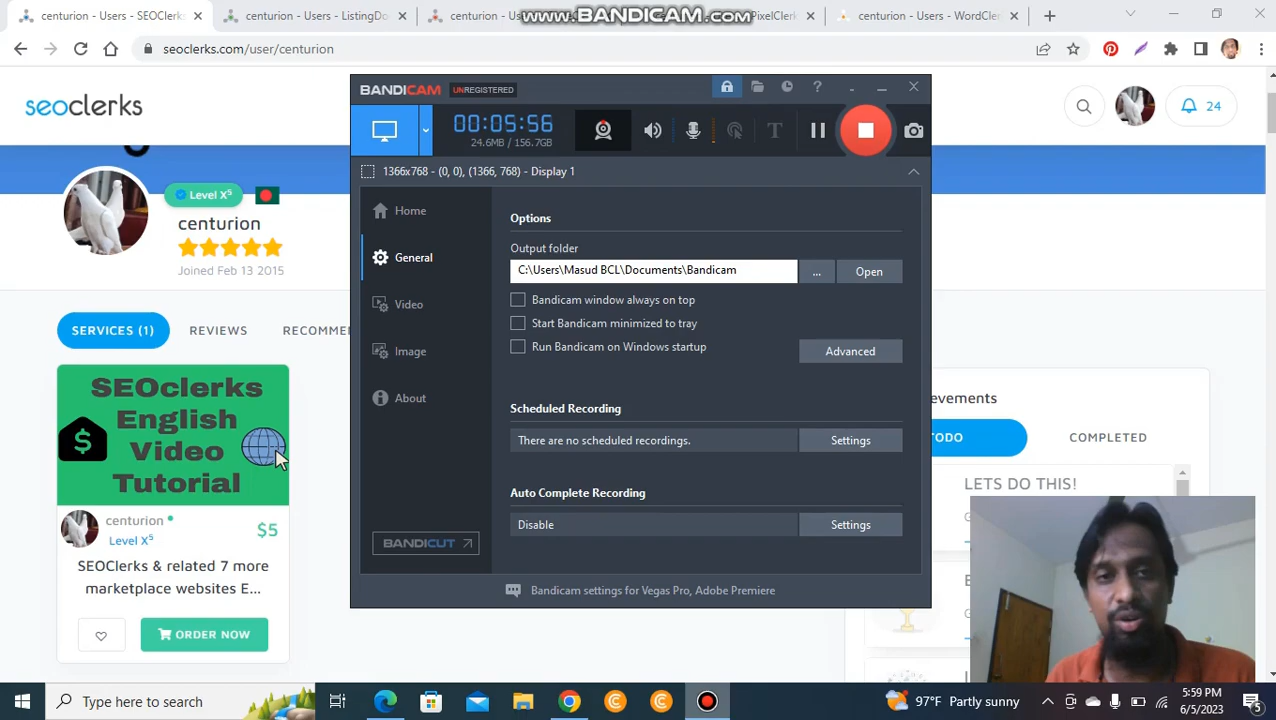 centurion - Users - SEOClerks
centurion - Users - ListingDo
centurion - Us
PixelClerks
centurion - Users - WordCler
www.BANDICAM.com
seoclerks.com/user/centurion
seoclerks
24
Level X⁵
centurion
Joined Feb 13 2015
SERVICES (1)
REVIEWS
RECOMME
SEOclerks
English
Video
Tutorial
$
centurion
$5
Level X⁵
SEOClerks & related 7 more
marketplace websites E...
ORDER NOW
BANDICAM
UNREGISTERED
?
00:05:56
24.6MB / 156.7GB
T
1366x768 - (0, 0), (1366, 768) - Display 1
Home
General
Video
Image
About
BANDICUT
Options
Output folder
C:\Users\Masud BCL\Documents\Bandicam
...
Open
Bandicam window always on top
Start Bandicam minimized to tray
Run Bandicam on Windows startup
Advanced
Scheduled Recording
There are no scheduled recordings.
Settings
Auto Complete Recording
Disable
Settings
Bandicam settings for Vegas Pro, Adobe Premiere
evements
TODO
COMPLETED
LETS DO THIS!
Type here to search
97°F Partly sunny
5:59 PM
6/5/2023
5